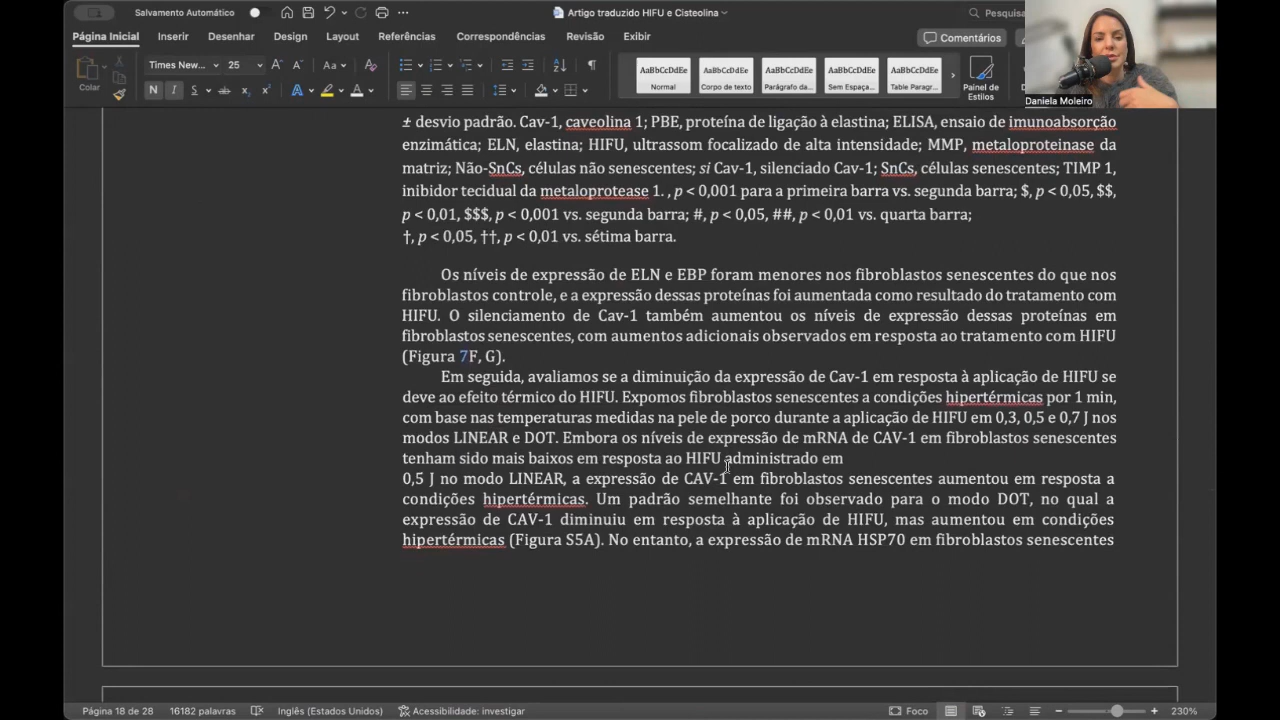 Salvamento Automático
Artigo traduzido HIFU e Cisteolina
Pesquisa
Página Inicial Inserir Desenhar Design Layout Referências Correspondências Revisão Exibir
Comentários
Colar
Times New... 25
Aa
N I S ab x x
AaBbCcDdEe AaBbCcDdEe AaBbCcDdEe AaBbCcDdEe AaBbCcDdEe
Normal Corpo de texto Parágrafo da... Sem Espaça... Table Paragr...
Painel de
Estilos
Daniela Moleiro
± desvio padrão. Cav-1, caveolina 1; PBE, proteína de ligação à elastina; ELISA, ensaio de imunoabsorção
enzimática; ELN, elastina; HIFU, ultrassom focalizado de alta intensidade; MMP, metaloproteinase da
matriz; Não-SnCs, células não senescentes; si Cav-1, silenciado Cav-1; SnCs, células senescentes; TIMP 1,
inibidor tecidual da metaloprotease 1. , p < 0,001 para a primeira barra vs. segunda barra; $, p < 0,05, $$,
p < 0,01, $$$, p < 0,001 vs. segunda barra; #, p < 0,05, ##, p < 0,01 vs. quarta barra;
†, p < 0,05, ††, p < 0,01 vs. sétima barra.
Os níveis de expressão de ELN e EBP foram menores nos fibroblastos senescentes do que nos
fibroblastos controle, e a expressão dessas proteínas foi aumentada como resultado do tratamento com
HIFU. O silenciamento de Cav-1 também aumentou os níveis de expressão dessas proteínas em
fibroblastos senescentes, com aumentos adicionais observados em resposta ao tratamento com HIFU
(Figura 7F, G).
Em seguida, avaliamos se a diminuição da expressão de Cav-1 em resposta à aplicação de HIFU se
deve ao efeito térmico do HIFU. Expomos fibroblastos senescentes a condições hipertérmicas por 1 min,
com base nas temperaturas medidas na pele de porco durante a aplicação de HIFU em 0,3, 0,5 e 0,7 J nos
modos LINEAR e DOT. Embora os níveis de expressão de mRNA de CAV-1 em fibroblastos senescentes
tenham sido mais baixos em resposta ao HIFU administrado em
0,5 J no modo LINEAR, a expressão de CAV-1 em fibroblastos senescentes aumentou em resposta a
condições hipertérmicas. Um padrão semelhante foi observado para o modo DOT, no qual a
expressão de CAV-1 diminuiu em resposta à aplicação de HIFU, mas aumentou em condições
hipertérmicas (Figura S5A). No entanto, a expressão de mRNA HSP70 em fibroblastos senescentes
Página 18 de 28 16182 palavras Inglês (Estados Unidos) Acessibilidade: investigar Foco 230%